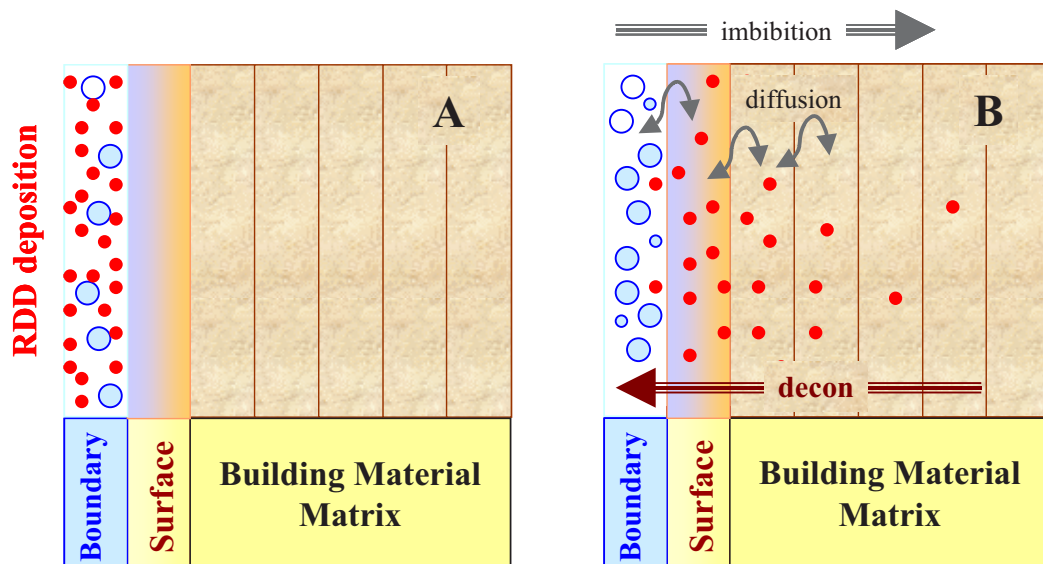 imbibition
A
diffusion
B
RDD deposition
decon
Boundary
Surface
Building Material
Matrix
Boundary
Surface
Building Material
Matrix